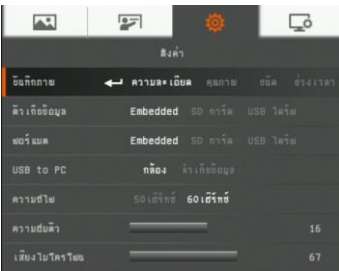 ตั้งค่า
บันทึกภาพ ความละเอียด คุณภาพ ชนิด ช่วงเวลา
ตัวเก็บข้อมูล Embedded SD การ์ด USB ไดร์ฟ
ฟอร์แมต Embedded SD การ์ด USB ไดร์ฟ
USB to PC กล้อง ตัวเก็บข้อมูล
ความถี่ไฟ 50เฮิร์ทซ์ 60เฮิร์ทซ์
ความอิ่มตัว 16
เสียงไมโครโฟน 67